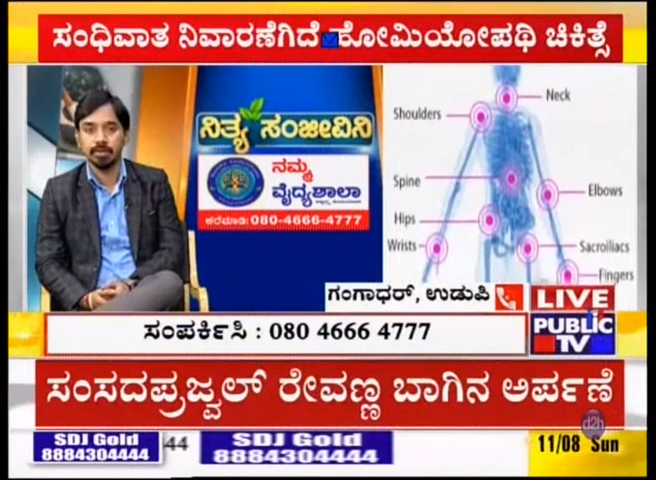 ಸಂಧಿವಾತ ನಿವಾರಣೆಗಿದೆ ಹೋಮಿಯೋಪಥಿ ಚಿಕಿತ್ಸೆ
ನಿತ್ಯ ಸಂಜೀವಿನಿ
ನಮ್ಮ
ವೈದ್ಯಶಾಲಾ
ಕರೆಮಾಡಿ: 080-4666-4777
Neck
Shoulders
Spine
Elbows
Hips
Wrists
Sacroiliacs
Fingers
ಗಂಗಾಧರ್, ಉಡುಪಿ
LIVE
ಸಂಪರ್ಕಿಸಿ : 080 4666 4777
PUBLIC
TV
ಸಂಸದಪ್ರಜ್ವಲ್ ರೇವಣ್ಣ ಬಾಗಿನ ಅರ್ಪಣೆ
d2h
SDJ Gold
8884304444
44
SDJ Gold
8884304444
11/08 Sun